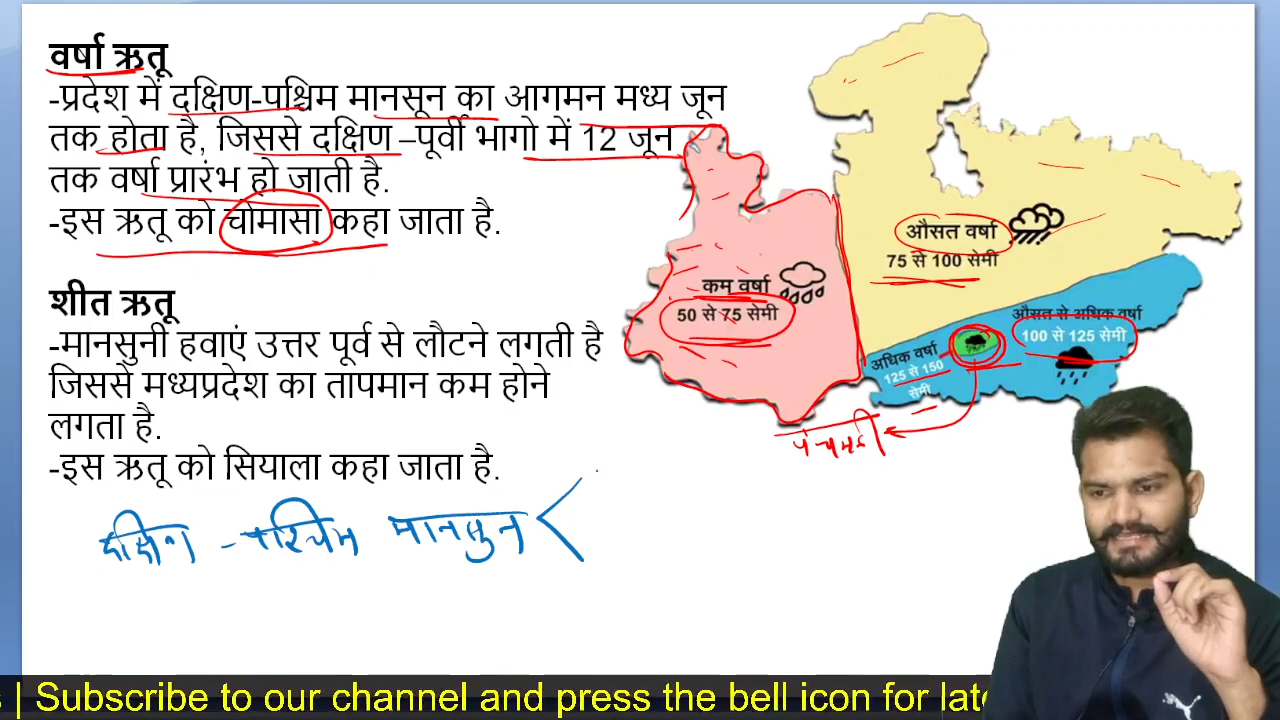 वर्षा ऋतू
-प्रदेश में दक्षिण-पश्चिम मानसून का आगमन मध्य जून
तक होता है, जिससे दक्षिण –पूर्वी भागो में 12 जून
तक वर्षा प्रारंभ हो जाती है.
-इस ऋतू को चोमासा कहा जाता है.
शीत ऋतू
-मानसुनी हवाएं उत्तर पूर्व से लौटने लगती है
जिससे मध्यप्रदेश का तापमान कम होने
लगता है.
-इस ऋतू को सियाला कहा जाता है.
दक्षिण - पश्चिम मानसुन
कम वर्षा
50 से 75 सेमी
औसत वर्षा
75 से 100 सेमी
औसत से अधिक वर्षा
100 से 125 सेमी
अधिक वर्षा
125 से 150
सेमी
पंचमढी
s | Subscribe to our channel and press the bell icon for late